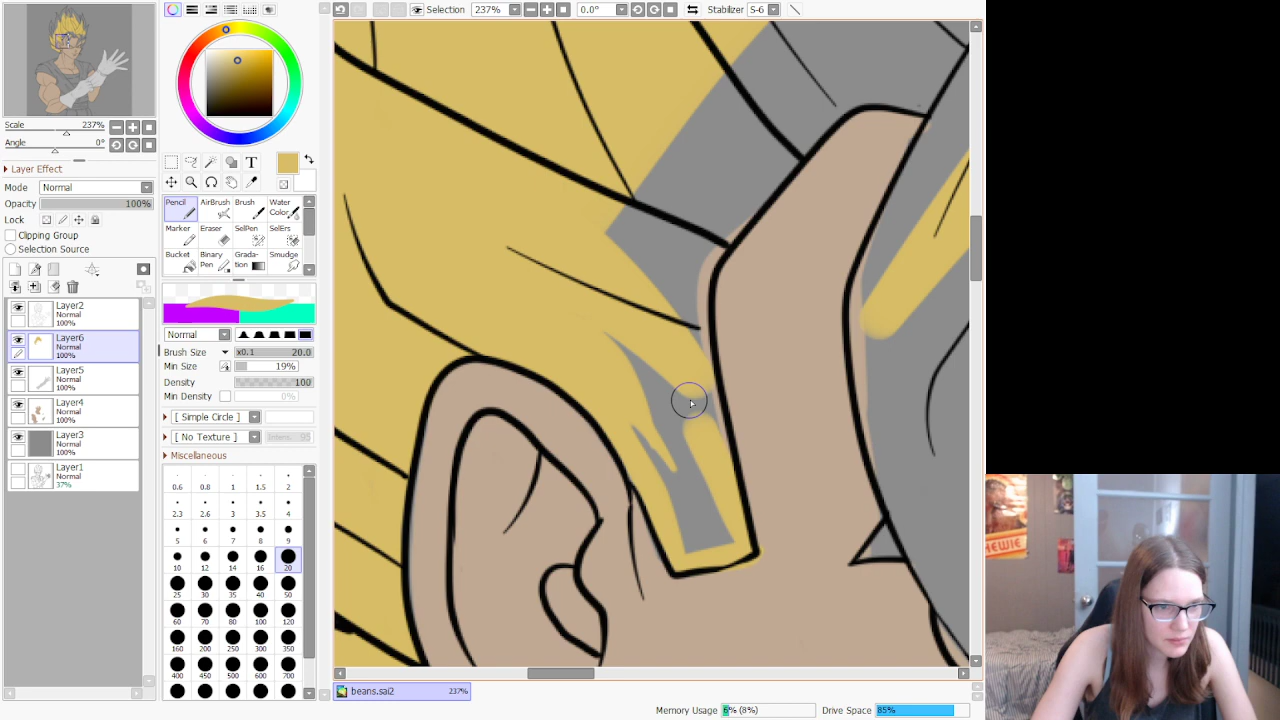 Selection 237% 0.0° Stabilizer S-6
Scale 237%
Angle 0°
Layer Effect
Mode Normal
Opacity 100%
Lock
Clipping Group
Selection Source
Layer2
Normal
100%
Layer6
Normal
100%
Layer5
Normal
100%
Layer4
Normal
100%
Layer3
Normal
100%
Layer1
Normal
37%
T
Pencil AirBrush Brush Water Color
Marker Eraser SelPen SelErs
Bucket Binary Pen Grada-tion Smudge
Normal
Brush Size x0.1 20.0
Min Size 19%
Density 100
Min Density 0%
[ Simple Circle ]
[ No Texture ] 95
Miscellaneous
0.6 0.8 1 1.5 2
2.3 2.6 3 3.5 4
5 6 7 8 9
10 12 14 16 20
25 30 35 40 50
60 70 80 100 120
160 200 250 300 350
400 450 500 600 700
beans.sai2 237%
Memory Usage 6% (8%) Drive Space 85%
HEWIE